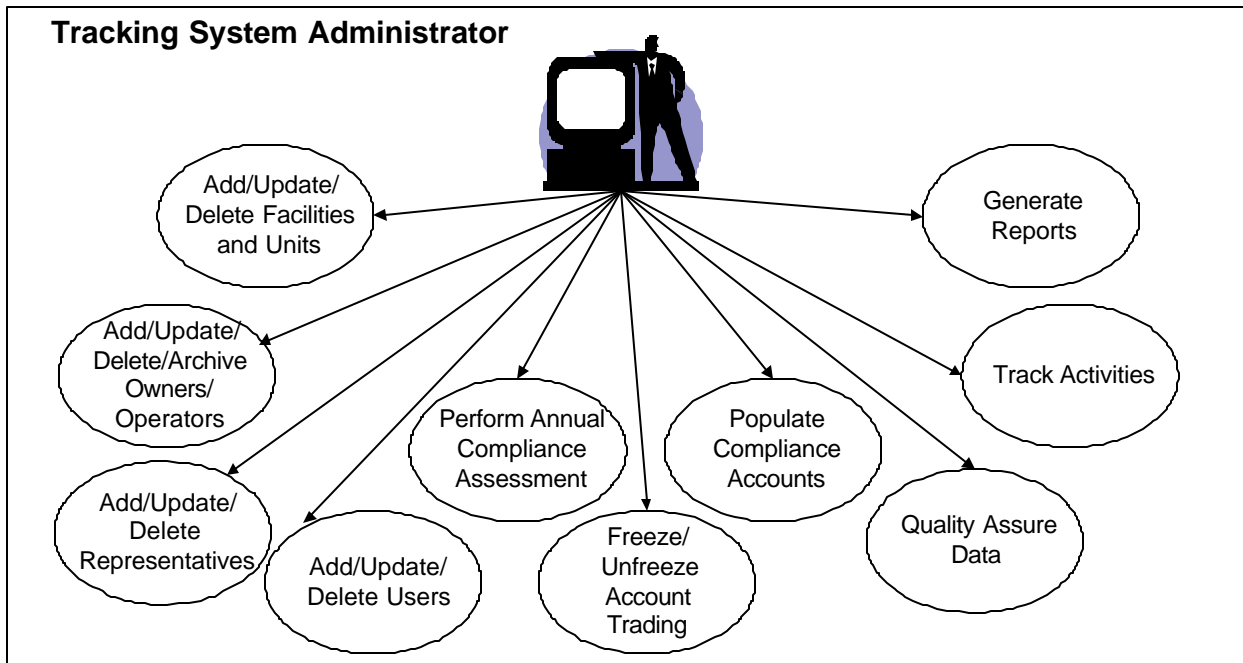 Tracking System Administrator
Add/Update/
Delete Facilities
and Units
Generate
Reports
Add/Update/
Delete/Archive
Owners/
Operators
Track Activities
Perform Annual
Compliance
Assessment
Populate
Compliance
Accounts
Add/Update/
Delete
Representatives
Quality Assure
Data
Add/Update/
Delete Users
Freeze/
Unfreeze
Account
Trading